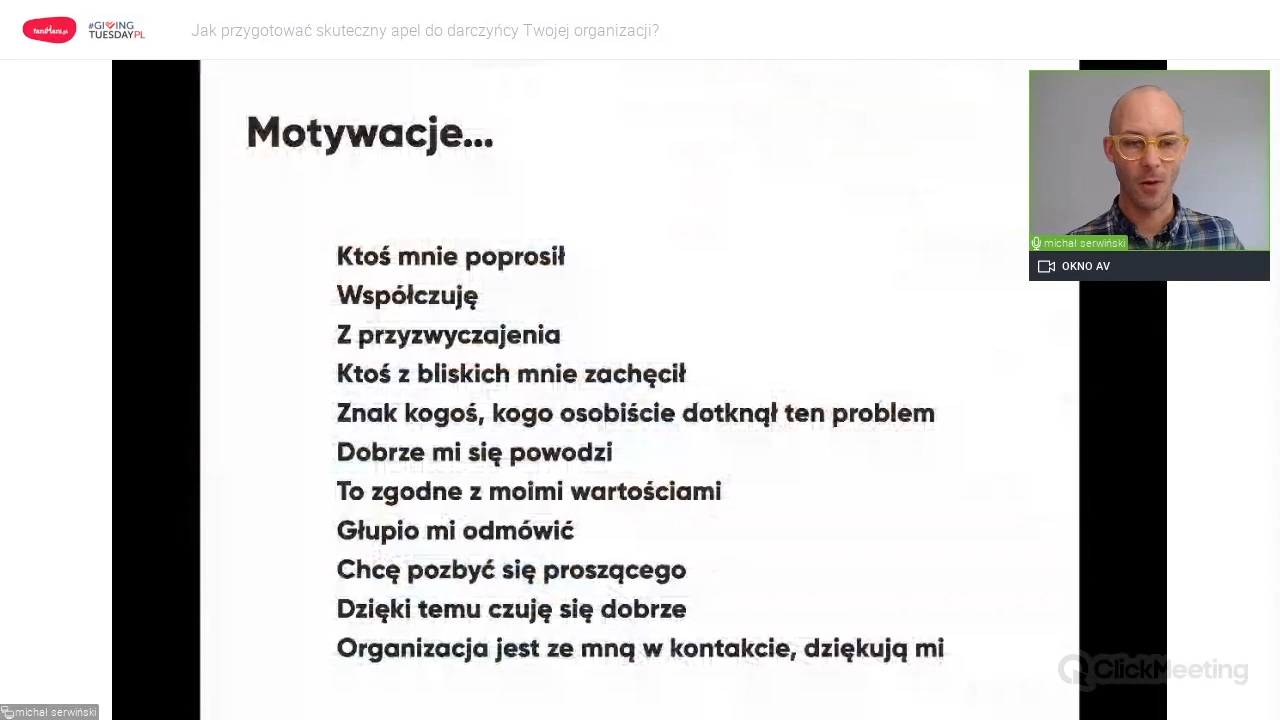 faniMani.pl
#GIVING
TUESDAYPL
Jak przygotować skuteczny apel do darczyńcy Twojej organizacji?
Motywacje...
Ktoś mnie poprosił
Współczuję
Z przyzwyczajenia
Ktoś z bliskich mnie zachęcił
Znak kogoś, kogo osobiście dotknął ten problem
Dobrze mi się powodzi
To zgodne z moimi wartościami
Głupio mi odmówić
Chcę pozbyć się proszącego
Dzięki temu czuję się dobrze
Organizacja jest ze mną w kontakcie, dziękują mi
michał serwiński
OKNO AV
ClickMeeting
michał serwiński